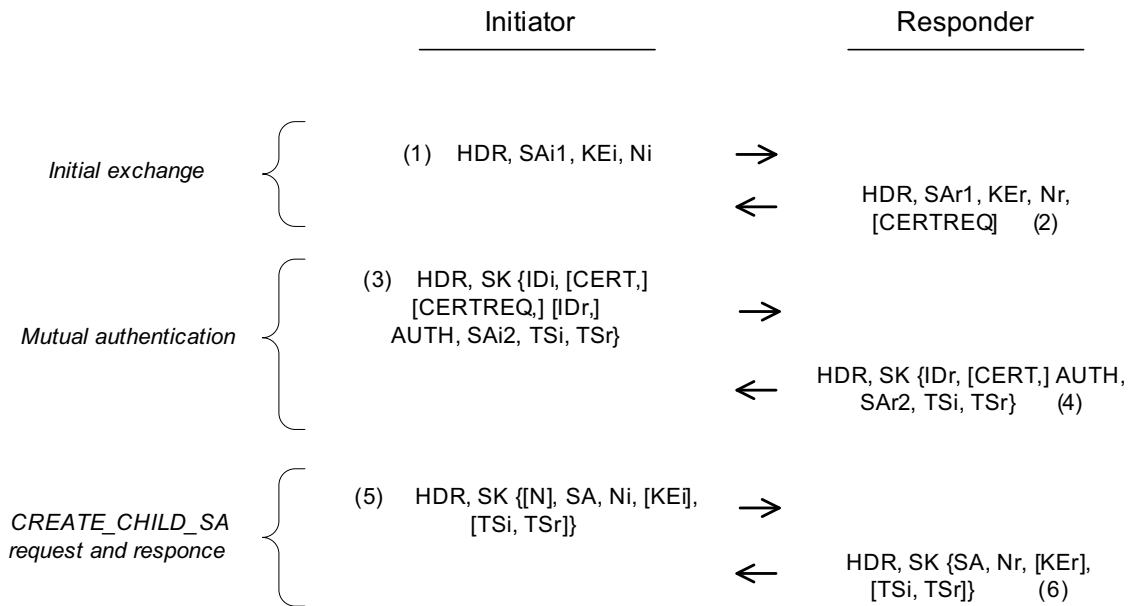 Initiator
Responder
Initial exchange
(1) HDR, SAi1, KEi, Ni
HDR, SAr1, KEr, Nr,
[CERTREQ] (2)
Mutual authentication
(3) HDR, SK {IDi, [CERT,]
[CERTREQ,] [IDr,]
AUTH, SAi2, TSi, TSr}
HDR, SK {IDr, [CERT,] AUTH,
SAr2, TSi, TSr} (4)
CREATE_CHILD_SA
request and responce
(5) HDR, SK {[N], SA, Ni, [KEi],
[TSi, TSr]}
HDR, SK {SA, Nr, [KEr],
[TSi, TSr]} (6)